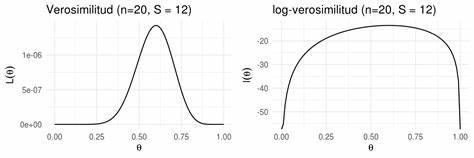 Verosimilitud (n=20, S = 12)
L(θ)
1e-06
5e-07
0e+00
0.00 0.25 0.50 0.75 1.00
θ
log-verosimilitud (n=20, S = 12)
l(θ)
-20
-30
-40
-50
0.00 0.25 0.50 0.75 1.00
θ